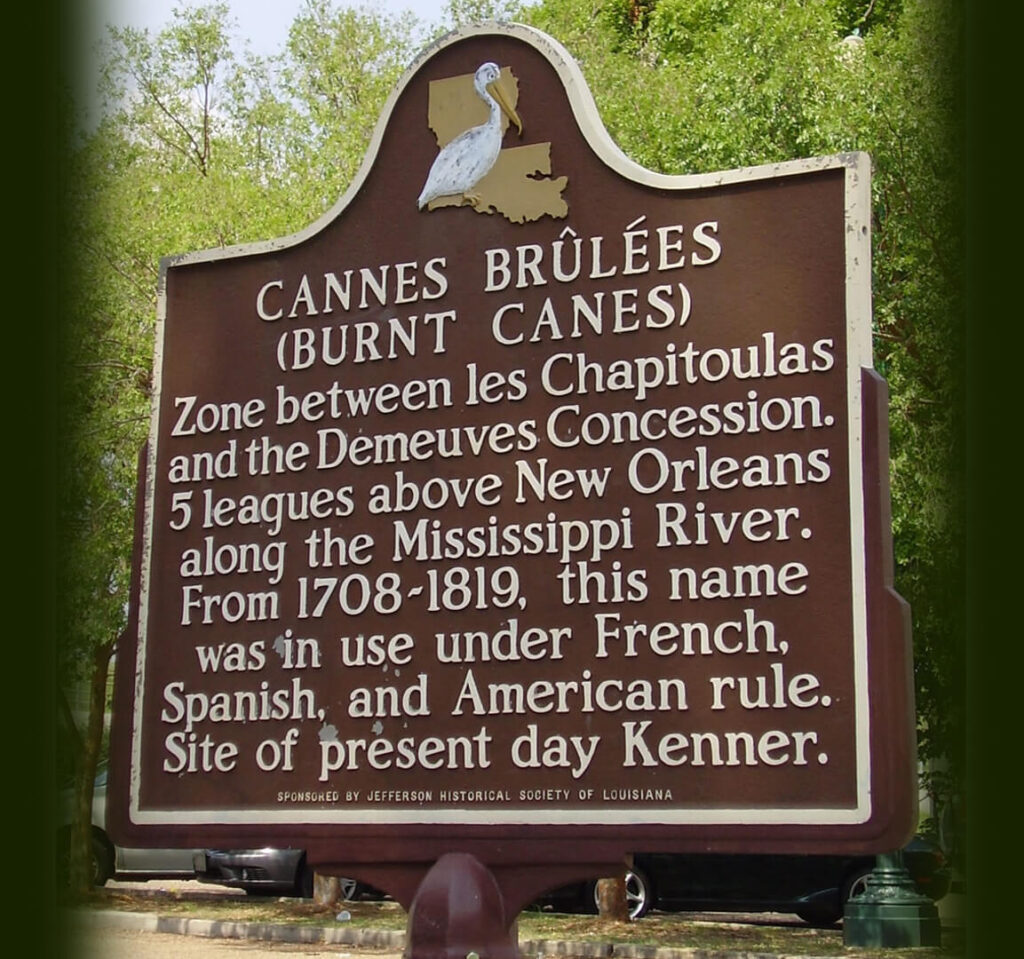 CANNES BRÛLÉES
(BURNT CANES)
Zone between les Chapitoulas
and the Demeuves Concession.
5 leagues above New Orleans
along the Mississippi River.
From 1708-1819, this name
was in use under French,
Spanish, and American rule.
Site of present day Kenner.
SPONSORED BY JEFFERSON HISTORICAL SOCIETY OF LOUISIANA